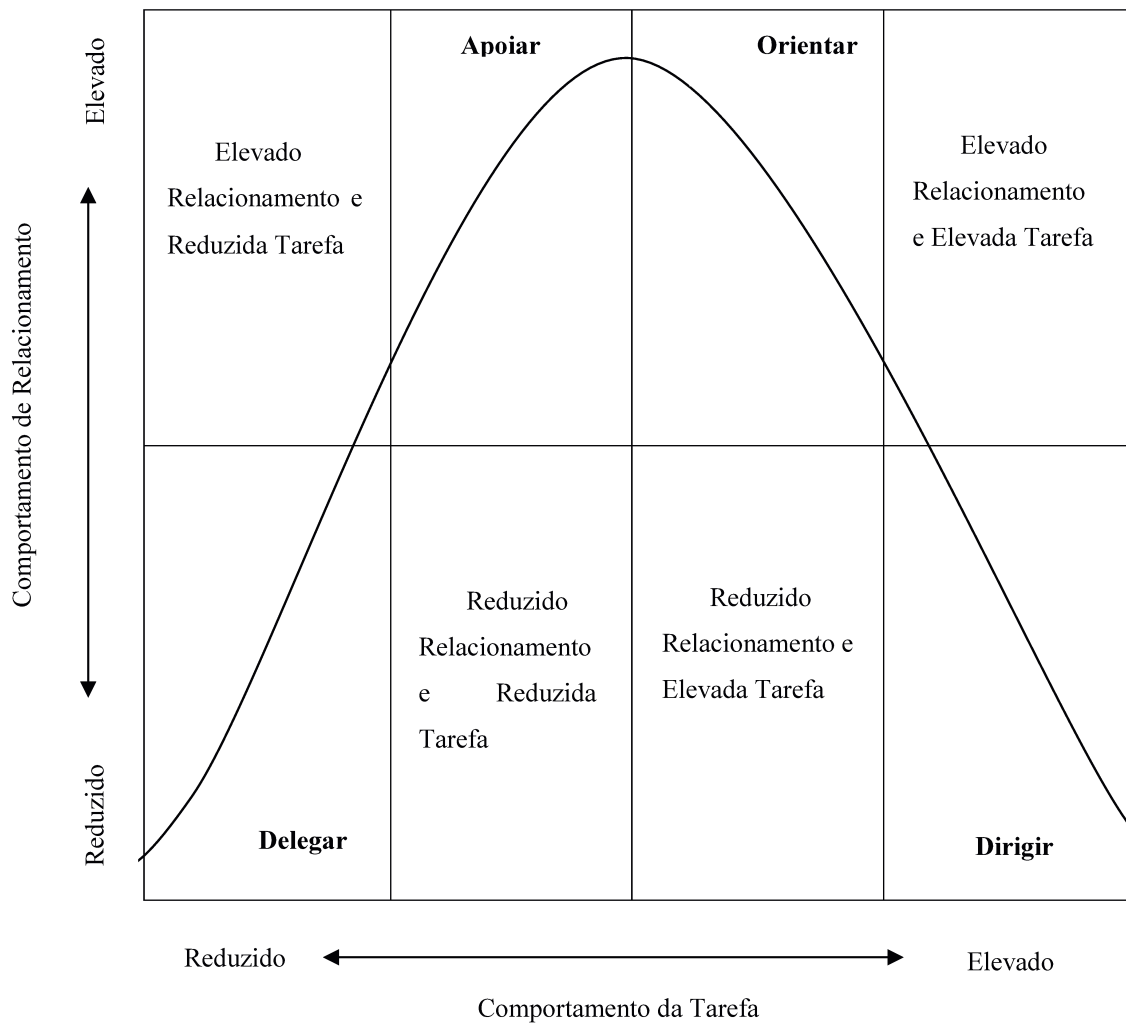 Elevado
Comportamento de Relacionamento
Reduzido
Apoiar
Orientar
Elevado
Relacionamento e
Reduzida Tarefa
Elevado
Relacionamento
e Elevada Tarefa
Reduzido
Relacionamento
e Reduzida
Tarefa
Reduzido
Relacionamento e
Elevada Tarefa
Delegar
Dirigir
Reduzido
Elevado
Comportamento da Tarefa